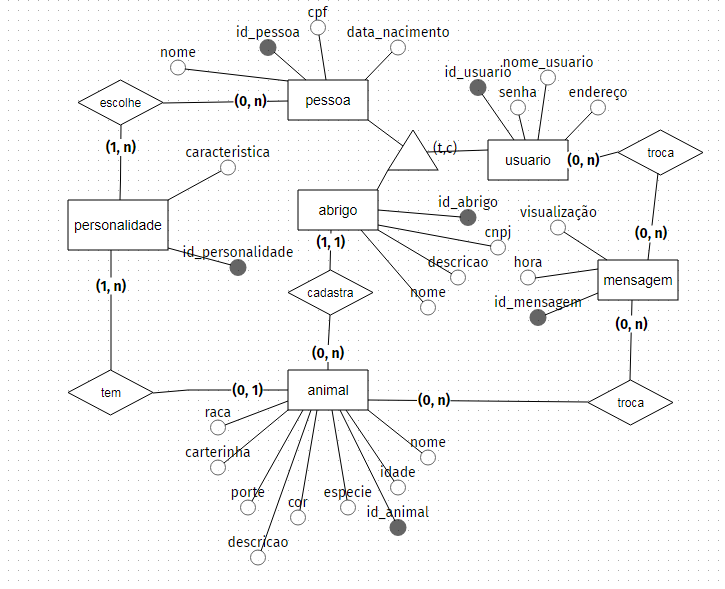 cpf
id_pessoa
data_nacimento
nome
pessoa
escolhe
(0, n)
nome_usuario
id_usuario
senha
endereço
(t,c)
usuario
(0, n)
troca
(1, n)
caracteristica
personalidade
id_personalidade
abrigo
id_abrigo
cnpj
descricao
nome
(1, 1)
visualização
hora
id_mensagem
(0, n)
mensagem
(0, n)
(1, n)
cadastra
(0, n)
tem
(0, 1)
animal
(0, n)
troca
raca
carterinha
porte
cor
descricao
especie
id_animal
idade
nome